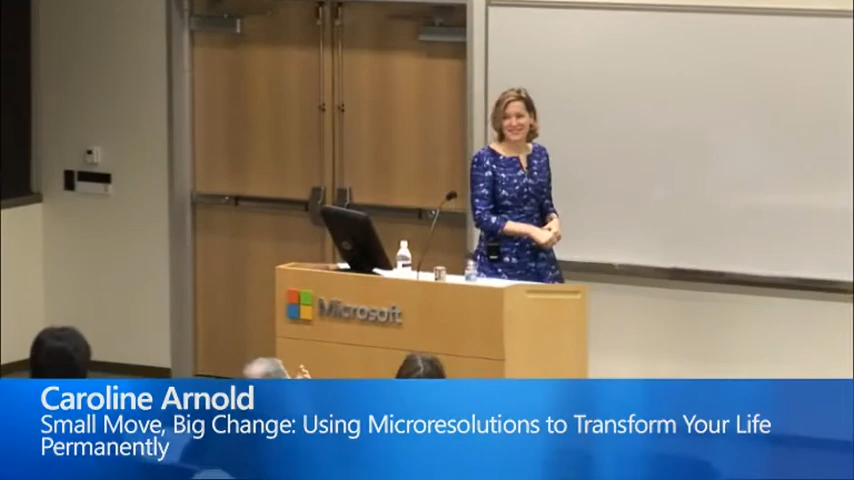 Microsoft
Caroline Arnold
Small Move, Big Change: Using Microresolutions to Transform Your Life
Permanently